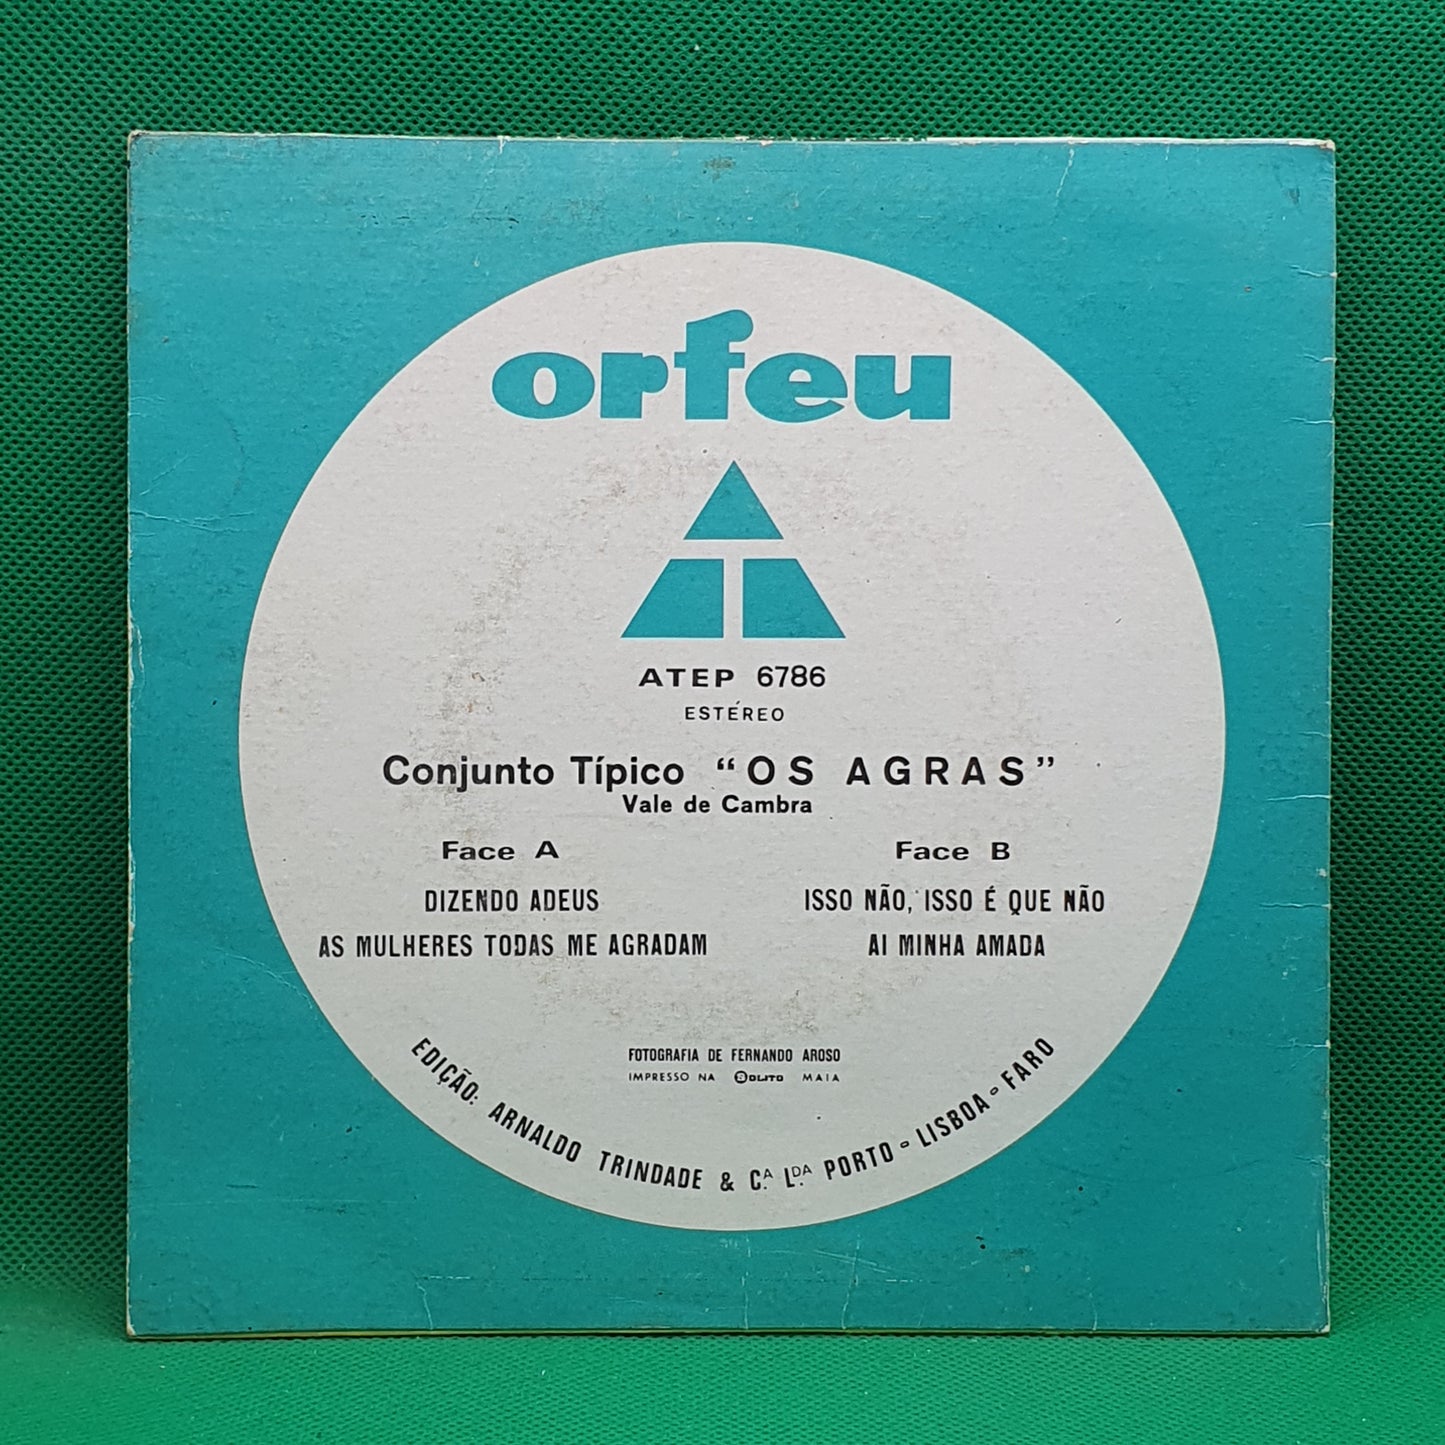 orfeu
ATEP 6786
ESTÉREO
Conjunto Típico “OS AGRAS”
Vale de Cambra
Face A
DIZENDO ADEUS
AS MULHERES TODAS ME AGRADAM
Face B
ISSO NÃO, ISSO É QUE NÃO
AI MINHA AMADA
FOTOGRAFIA DE FERNANDO AROSO
IMPRESSO NA SOLITO MAIA
EDIÇÃO: ARNALDO TRINDADE & C.ª L.DA PORTO - LISBOA - FARO